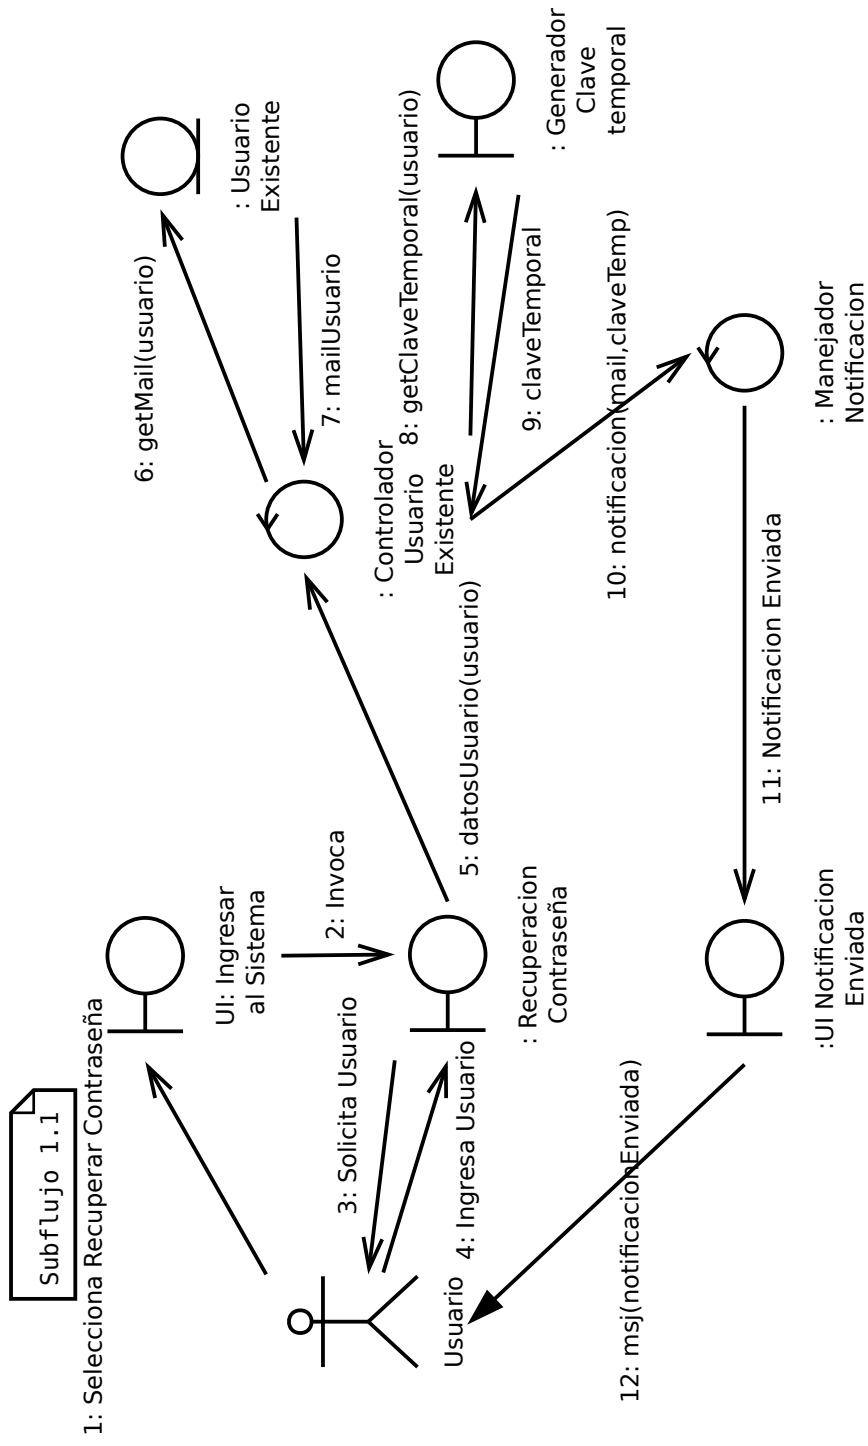 Subflujo 1.1
1: Selecciona Recuperar Contraseña
UI: Ingresar
al Sistema
2: Invoca
3: Solicita Usuario
4: Ingresa Usuario
Usuario
: Recuperacion
Contraseña
5: datosUsuario(usuario)
: Controlador
Usuario
Existente
6: getMail(usuario)
: Usuario
Existente
7: mailUsuario
8: getClaveTemporal(usuario)
: Generador
Clave
temporal
9: claveTemporal
10: notificacion(mail,claveTemp)
: Manejador
Notificacion
11: Notificacion Enviada
:UI Notificacion
Enviada
12: msj(notificacionEnviada)